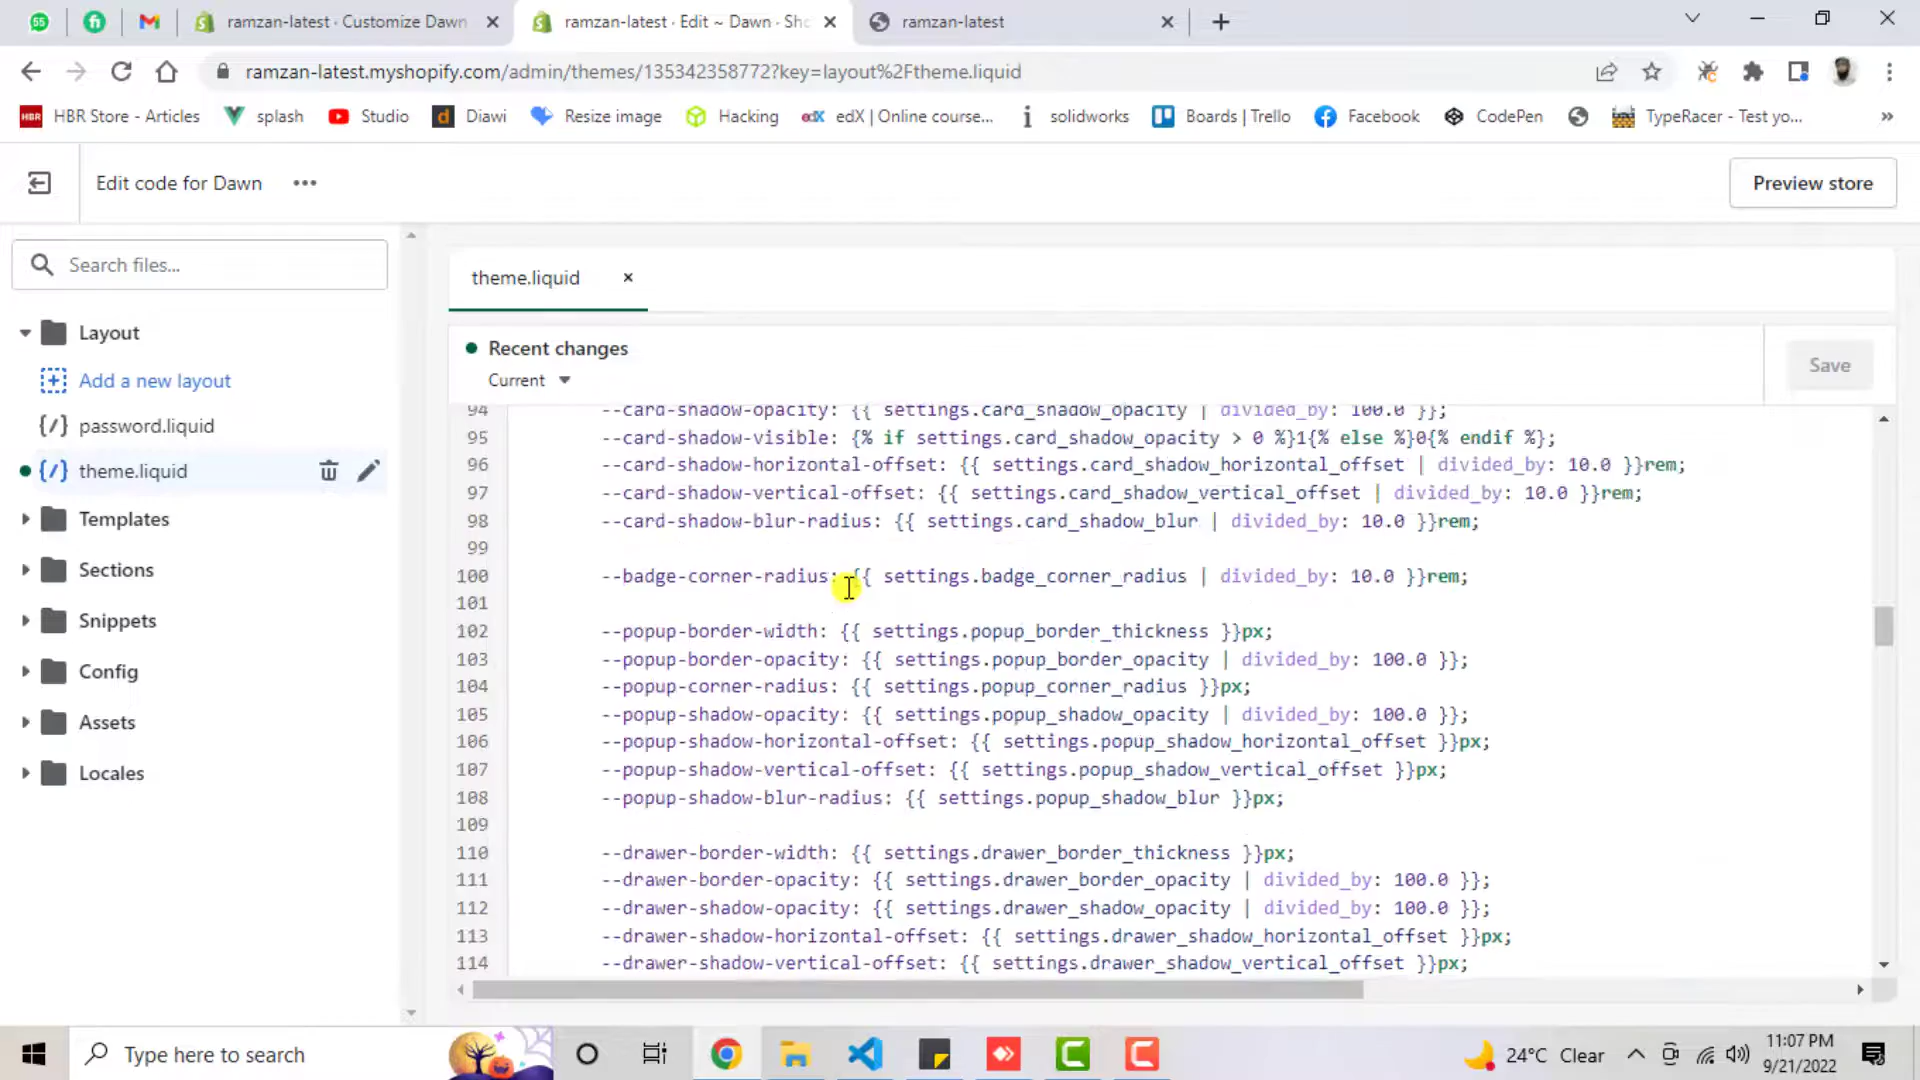 ramzan-latest · Customize Dawn
ramzan-latest · Edit ~ Dawn · Sho
ramzan-latest
ramzan-latest.myshopify.com/admin/themes/135342358772?key=layout%2Ftheme.liquid
HBR
HBR Store - Articles
splash
Studio
Diawi
Resize image
Hacking
edX
edX | Online course...
solidworks
Boards | Trello
Facebook
CodePen
TypeRacer - Test yo...
Edit code for Dawn
Preview store
Search files...
theme.liquid
Layout
Recent changes
Current
Save
Add a new layout
password.liquid
theme.liquid
Templates
Sections
Snippets
Config
Assets
Locales
94 --card-shadow-opacity: {{ settings.card_shadow_opacity | divided_by: 100.0 }};
95 --card-shadow-visible: {% if settings.card_shadow_opacity > 0 %}1{% else %}0{% endif %};
96 --card-shadow-horizontal-offset: {{ settings.card_shadow_horizontal_offset | divided_by: 10.0 }}rem;
97 --card-shadow-vertical-offset: {{ settings.card_shadow_vertical_offset | divided_by: 10.0 }}rem;
98 --card-shadow-blur-radius: {{ settings.card_shadow_blur | divided_by: 10.0 }}rem;
99
100 --badge-corner-radius: {{ settings.badge_corner_radius | divided_by: 10.0 }}rem;
101
102 --popup-border-width: {{ settings.popup_border_thickness }}px;
103 --popup-border-opacity: {{ settings.popup_border_opacity | divided_by: 100.0 }};
104 --popup-corner-radius: {{ settings.popup_corner_radius }}px;
105 --popup-shadow-opacity: {{ settings.popup_shadow_opacity | divided_by: 100.0 }};
106 --popup-shadow-horizontal-offset: {{ settings.popup_shadow_horizontal_offset }}px;
107 --popup-shadow-vertical-offset: {{ settings.popup_shadow_vertical_offset }}px;
108 --popup-shadow-blur-radius: {{ settings.popup_shadow_blur }}px;
109
110 --drawer-border-width: {{ settings.drawer_border_thickness }}px;
111 --drawer-border-opacity: {{ settings.drawer_border_opacity | divided_by: 100.0 }};
112 --drawer-shadow-opacity: {{ settings.drawer_shadow_opacity | divided_by: 100.0 }};
113 --drawer-shadow-horizontal-offset: {{ settings.drawer_shadow_horizontal_offset }}px;
114 --drawer-shadow-vertical-offset: {{ settings.drawer_shadow_vertical_offset }}px;
Type here to search
24°C Clear
11:07 PM
9/21/2022